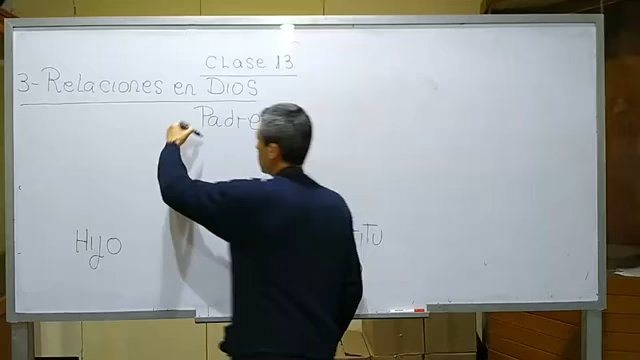 Clase 13
3- Relaciones en DIOS
Padre
Hijo